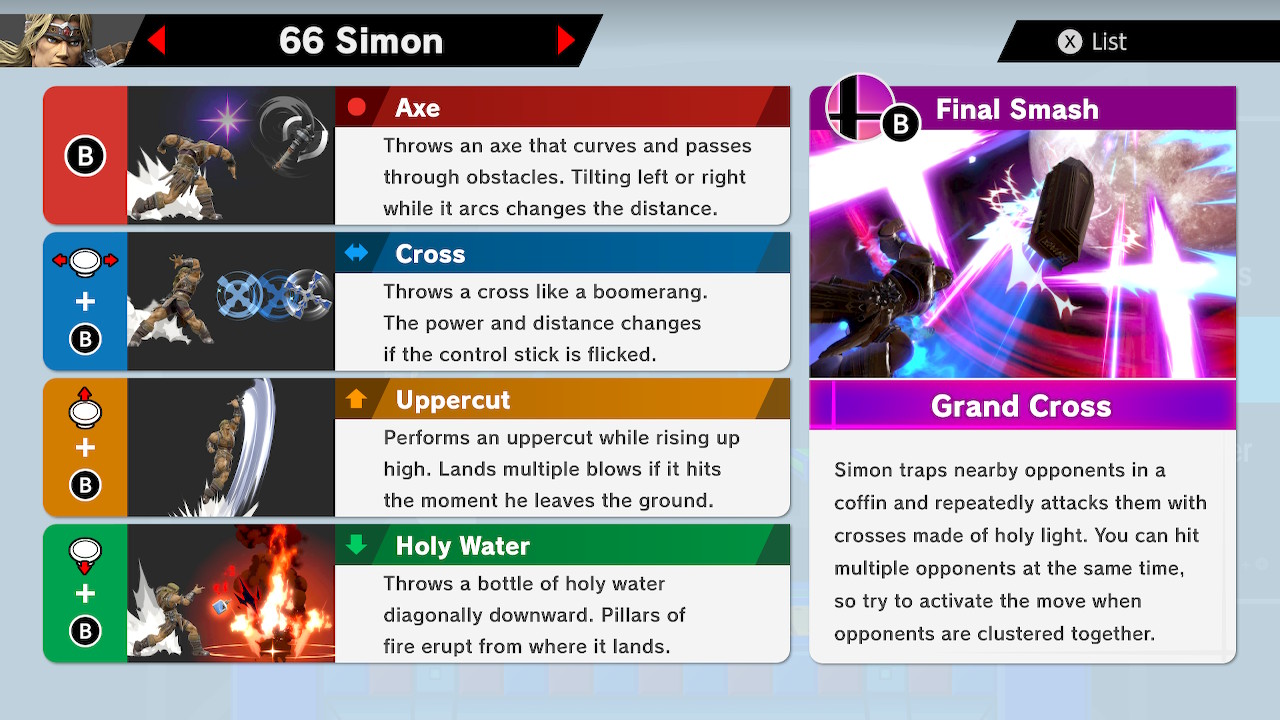 66 Simon
X List
B
Axe
Throws an axe that curves and passes
through obstacles. Tilting left or right
while it arcs changes the distance.
+
B
Cross
Throws a cross like a boomerang.
The power and distance changes
if the control stick is flicked.
+
B
Uppercut
Performs an uppercut while rising up
high. Lands multiple blows if it hits
the moment he leaves the ground.
+
B
Holy Water
Throws a bottle of holy water
diagonally downward. Pillars of
fire erupt from where it lands.
B
Final Smash
Grand Cross
Simon traps nearby opponents in a
coffin and repeatedly attacks them with
crosses made of holy light. You can hit
multiple opponents at the same time,
so try to activate the move when
opponents are clustered together.